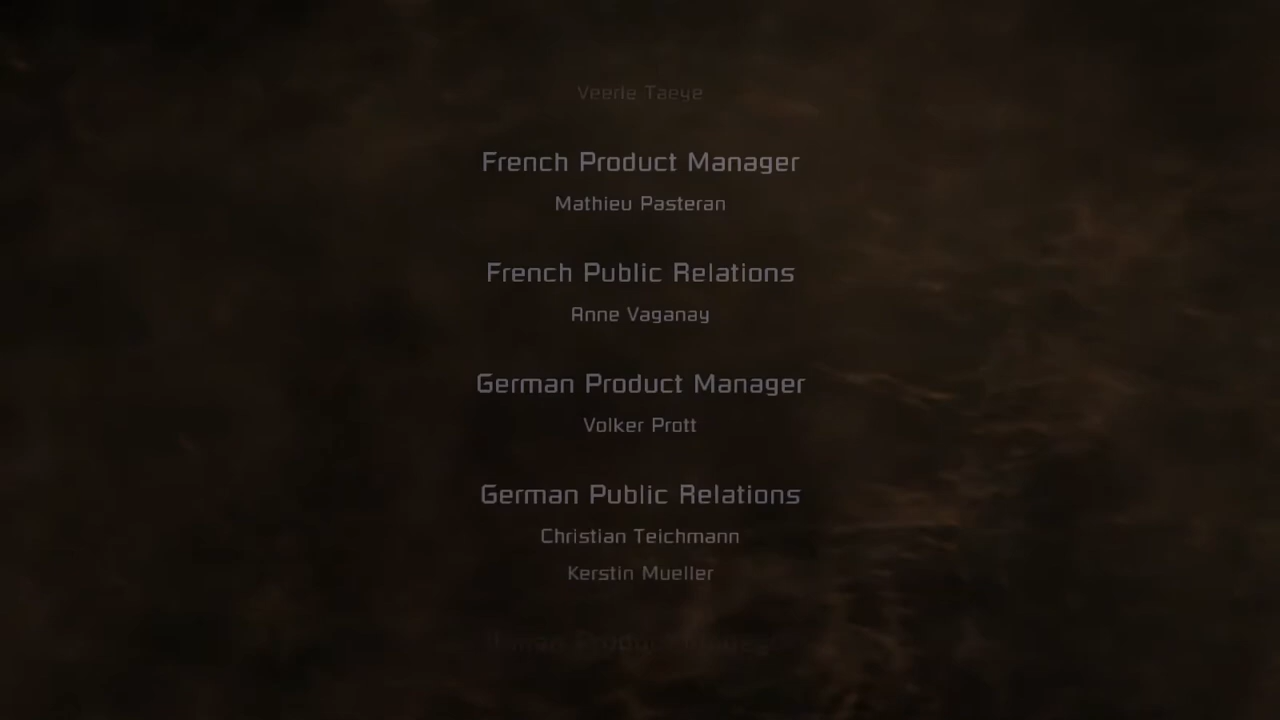 Veerle Taeye
French Product Manager
Mathieu Pasteran
French Public Relations
Anne Vaganay
German Product Manager
Volker Prott
German Public Relations
Christian Teichmann
Kerstin Mueller
Product